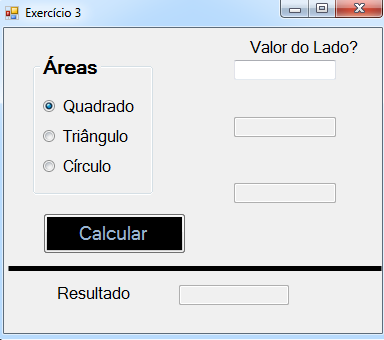 Exercício 3
Valor do Lado?
Áreas
Quadrado
Triângulo
Círculo
Calcular
Resultado